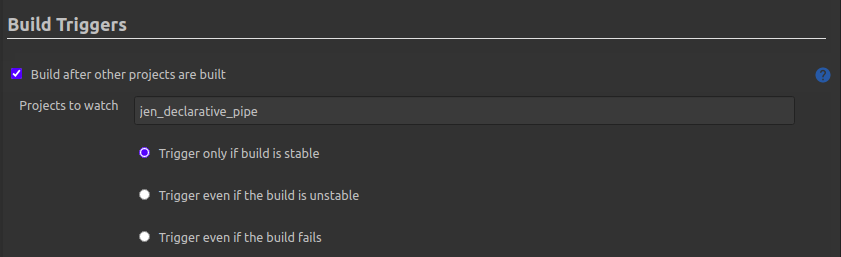 Build Triggers
Build after other projects are built
?
Projects to watch jen_declarative_pipe
Trigger only if build is stable
Trigger even if the build is unstable
Trigger even if the build fails